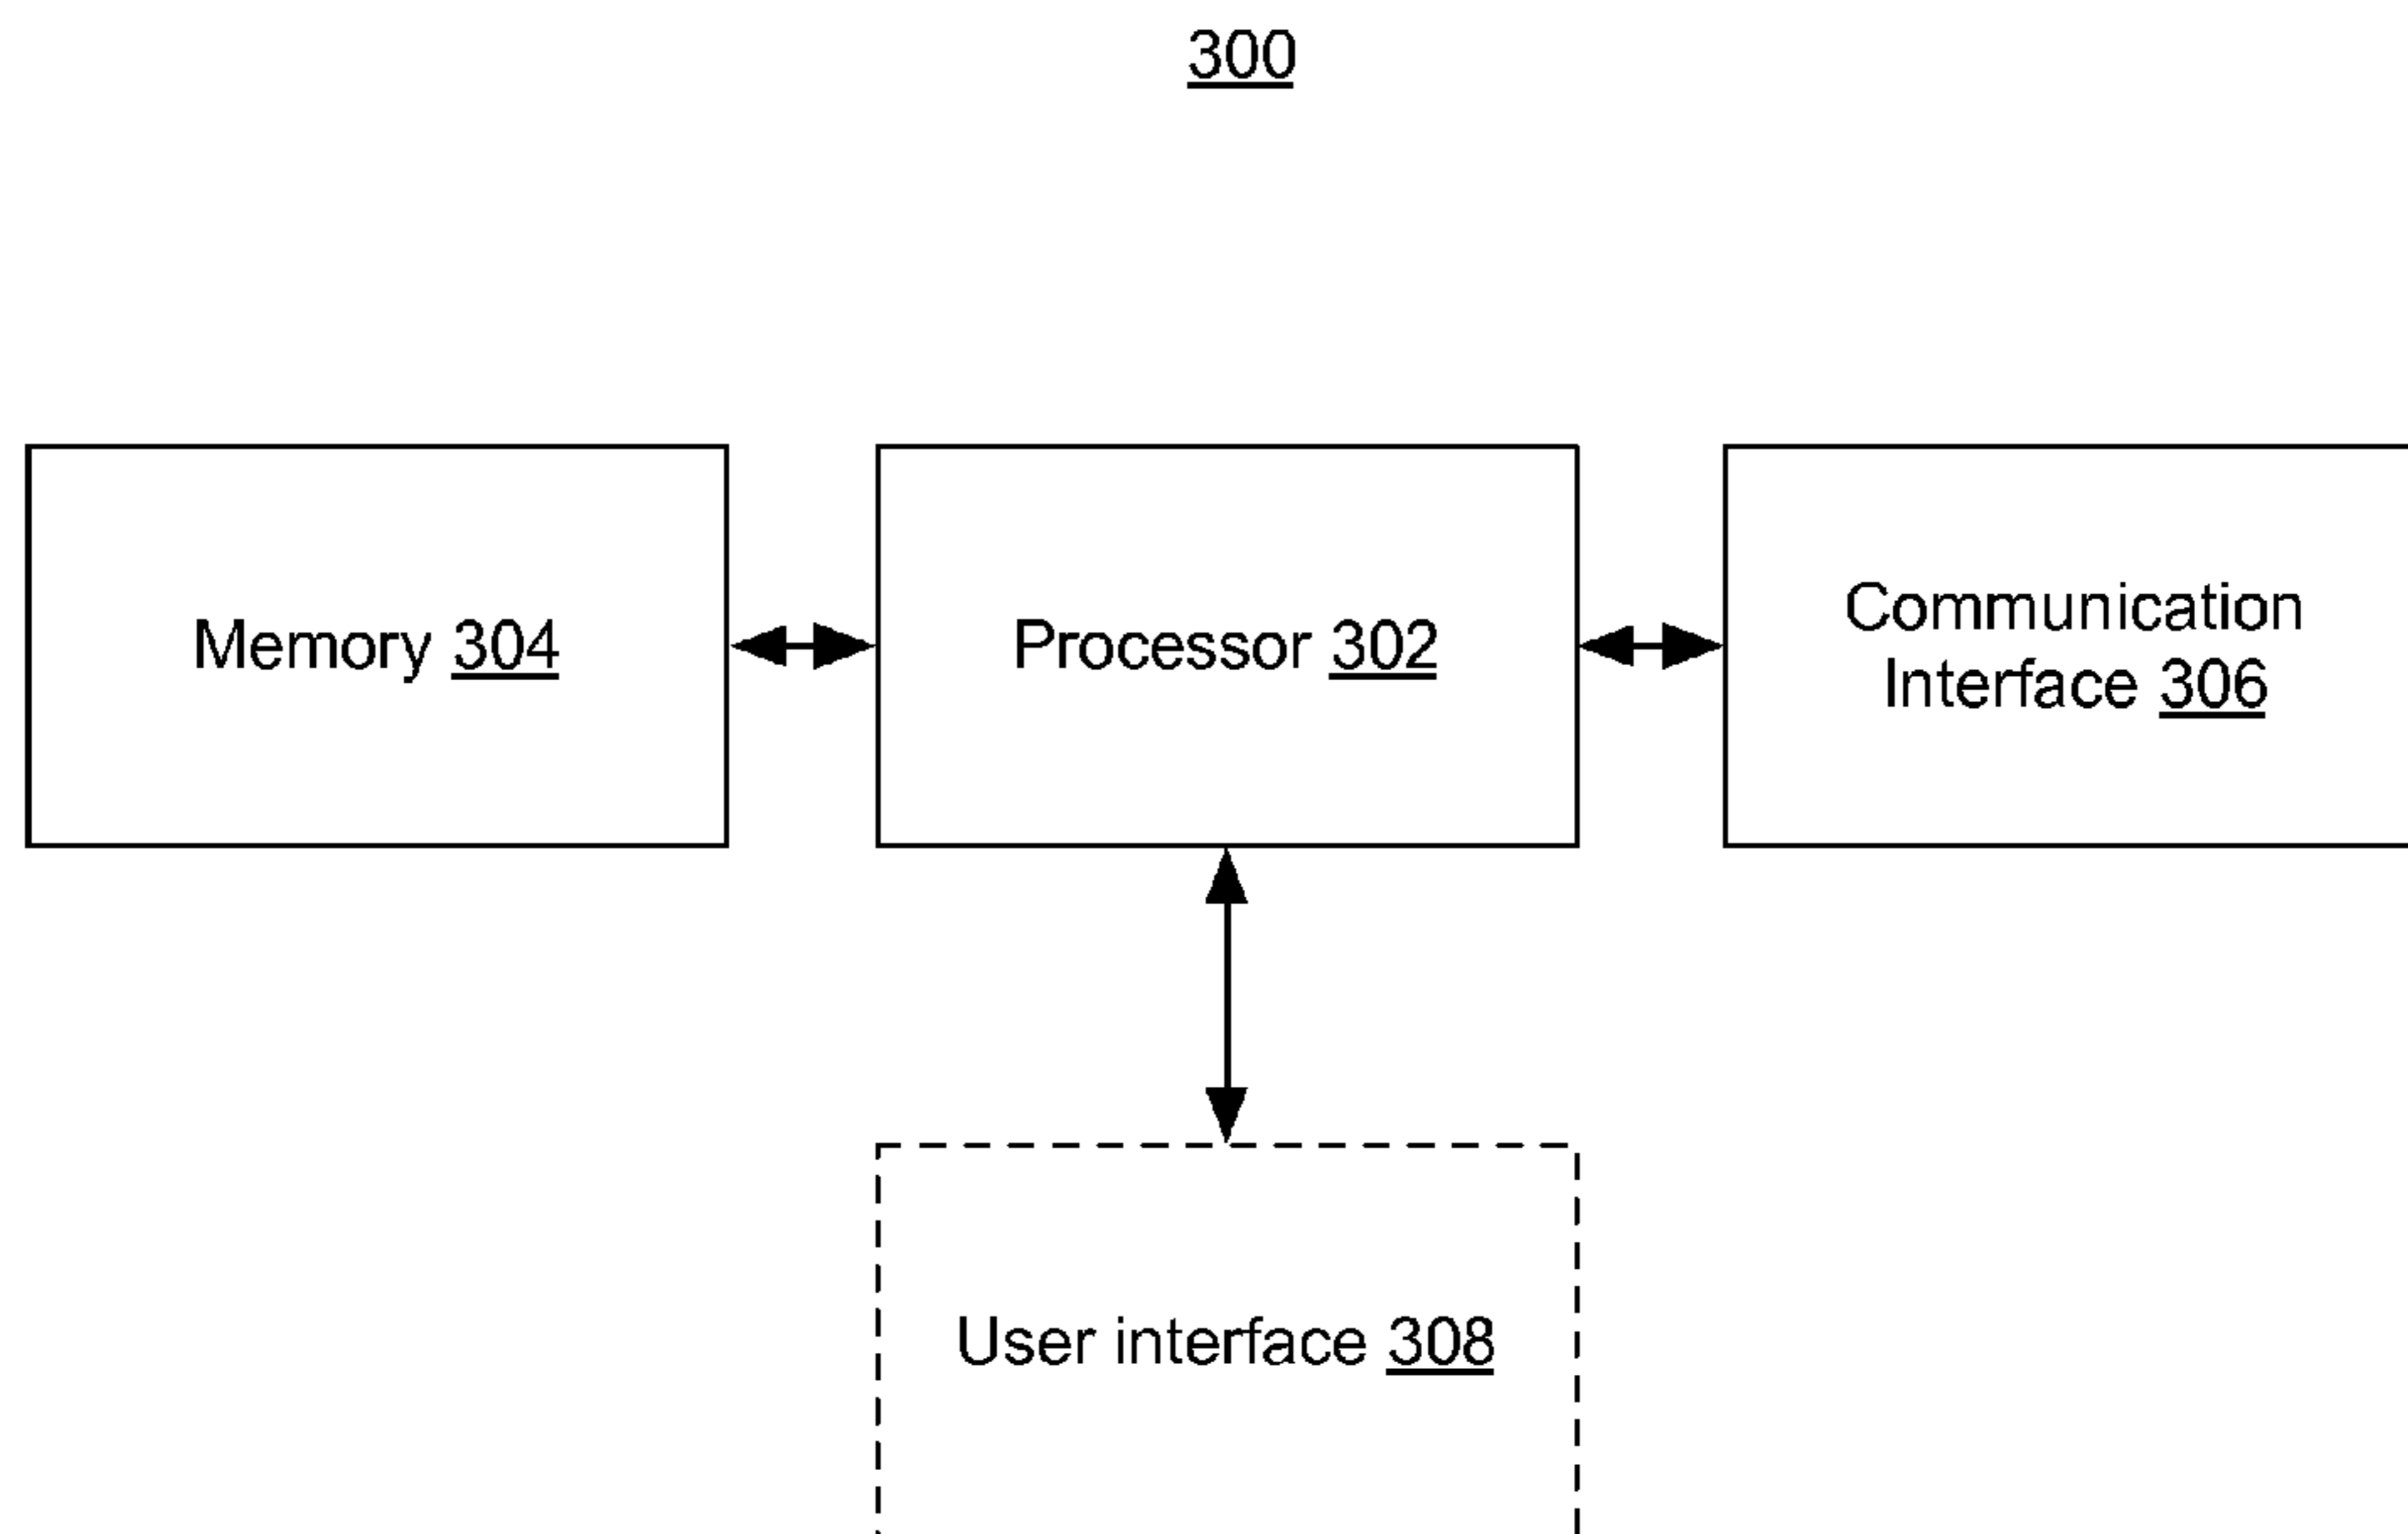 300
Memory 304
Processor 302
Communication
Interface 306
User interface 308